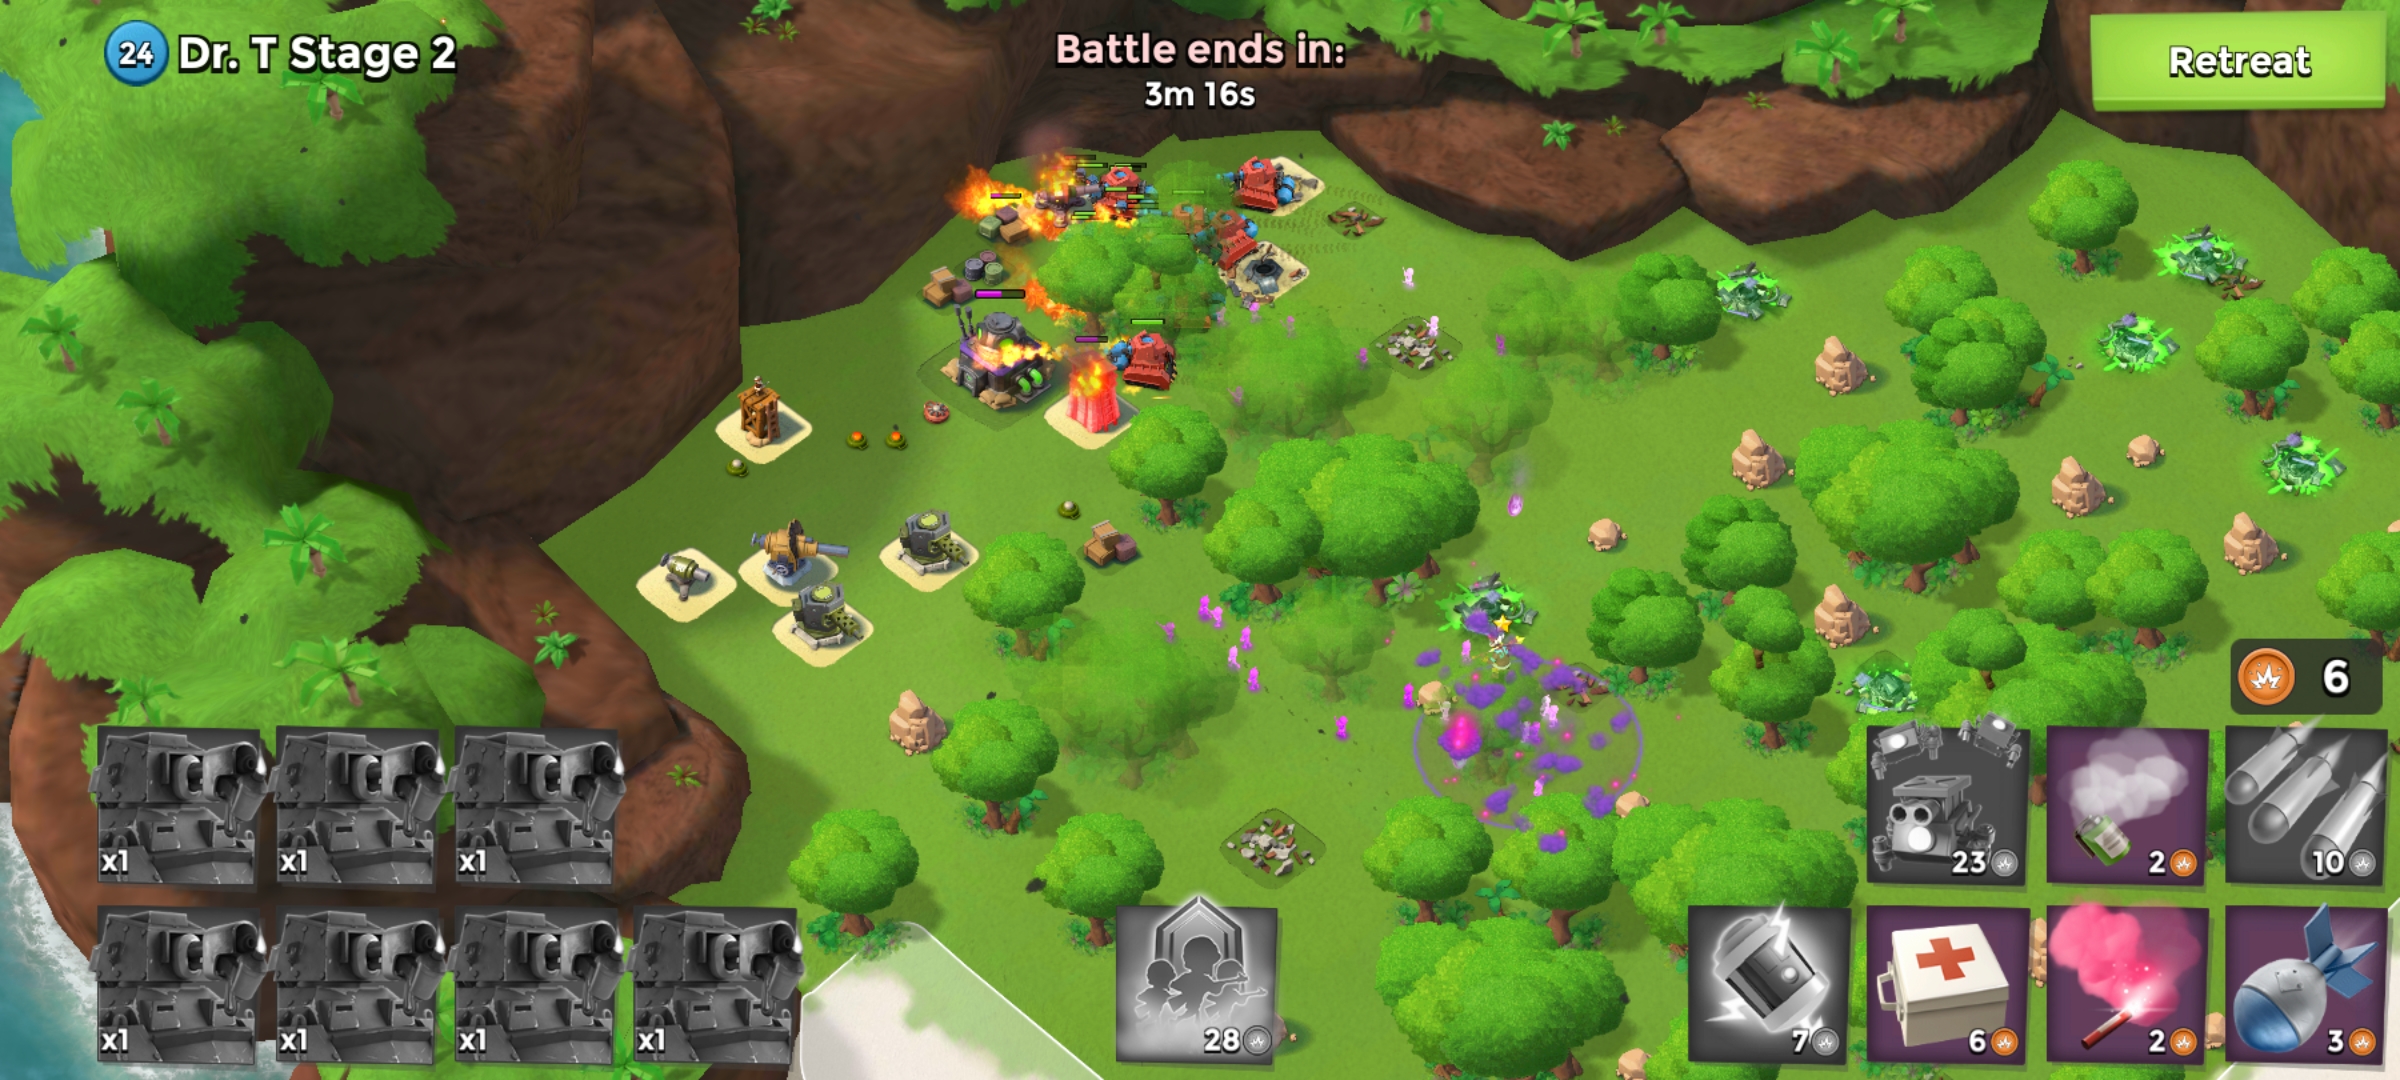 24 Dr. T Stage 2
Battle ends in:
3m 16s
Retreat
6
x1 x1 x1
23 2 10
x1 x1 x1 x1
28 7 6 2 3